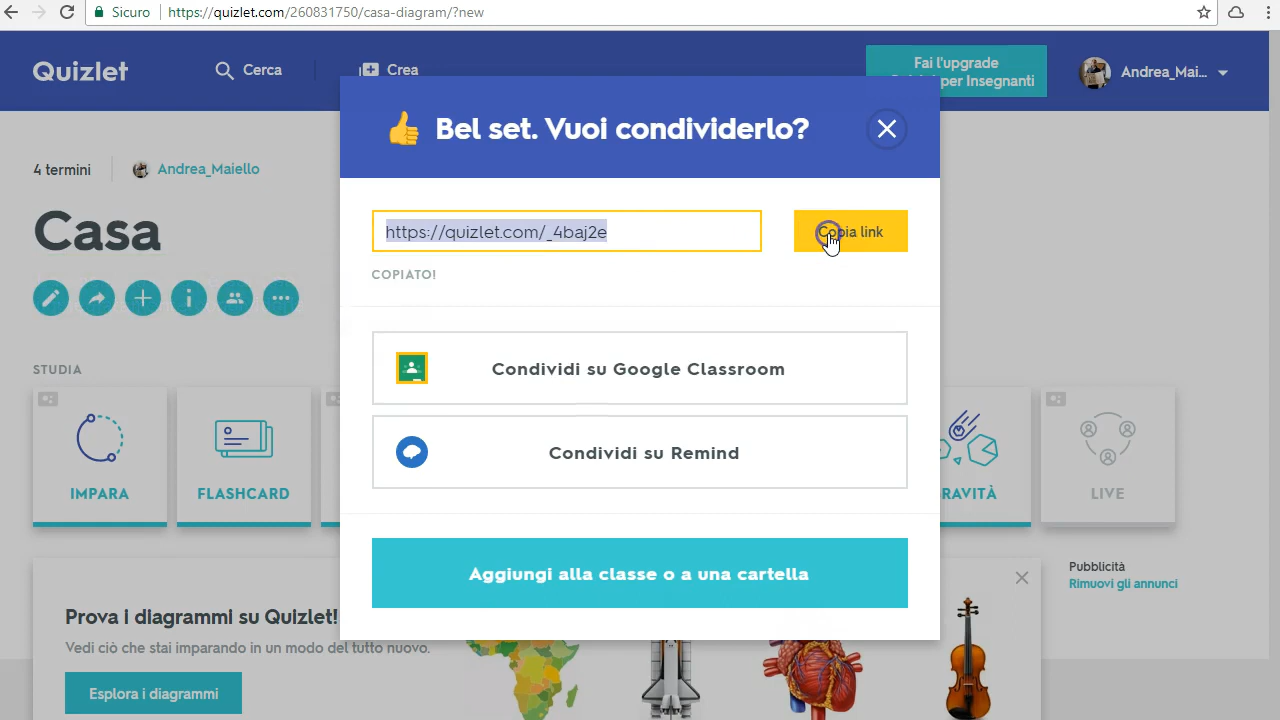 Sicuro
https://quizlet.com/260831750/casa-diagram/?new
Quizlet
Cerca
Crea
Fai l'upgrade
per Insegnanti
Andrea_Mai...
Bel set. Vuoi condividerlo?
4 termini
Andrea_Maiello
Casa
https://quizlet.com/_4baj2e
Copia link
COPIATO!
STUDIA
IMPARA
FLASHCARD
Condividi su Google Classroom
Condividi su Remind
RAVITÀ
LIVE
Aggiungi alla classe o a una cartella
Pubblicità
Rimuovi gli annunci
Prova i diagrammi su Quizlet!
Vedi ciò che stai imparando in un modo del tutto nuovo.
Esplora i diagrammi